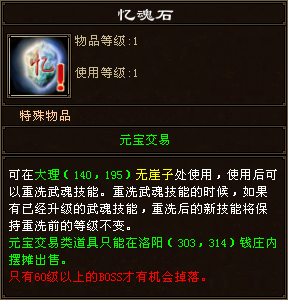 忆魂石
忆
物品等级:1
使用等级:1
特殊物品
元宝交易
可在大理(140,195)无崖子处使用,使用后可
以重洗武魂技能。重洗武魂技能的时候,如果
有已经升级的武魂技能,重洗后的新技能将保
持重洗前的等级不变。
元宝交易类道具只能在洛阳(303,314)钱庄内
摆摊出售。
只有60级以上的BOSS才有机会掉落。